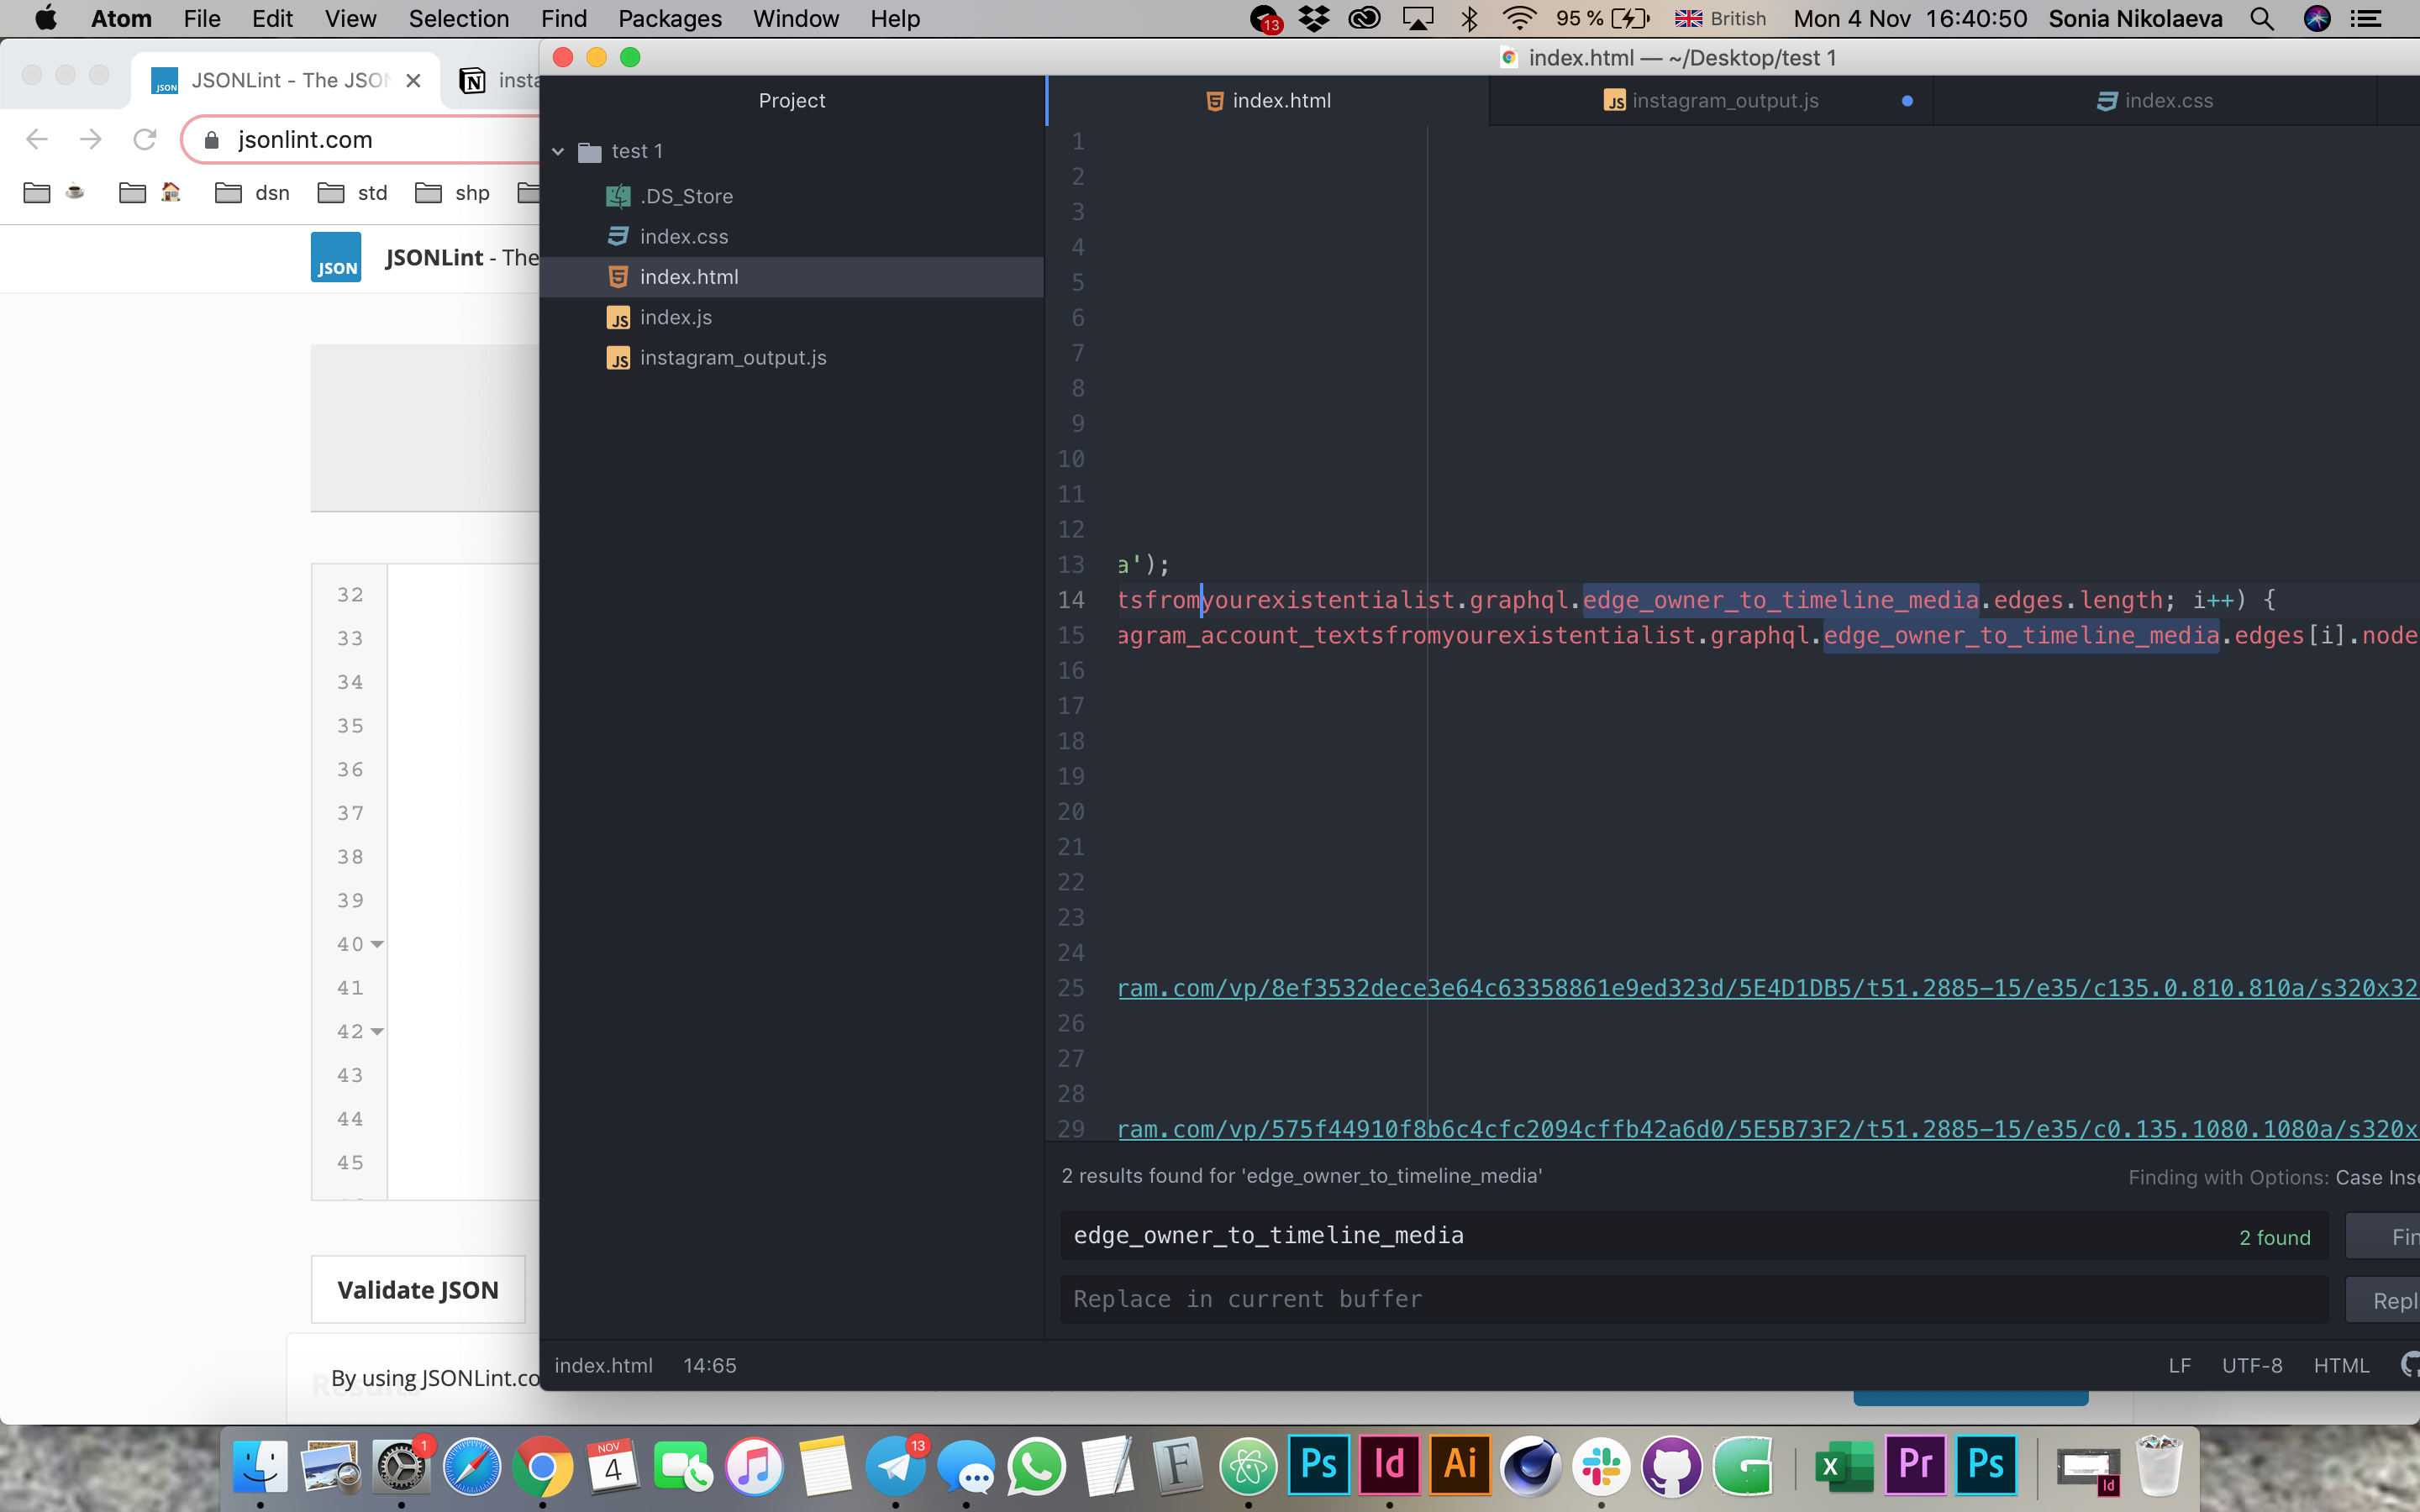 Atom File Edit View Selection Find Packages Window Help 13 95 % British Mon 4 Nov 16:40:50 Sonia Nikolaeva
JSON JSONLint - The JSON
N insta
index.html — ~/Desktop/test 1
jsonlint.com
dsn std shp
JSON JSONLint - The
32
33
34
35
36
37
38
39
40
41
42
43
44
45
Validate JSON
By using JSONLint.co
Results
Project
test 1
.DS_Store
index.css
index.html
JS index.js
JS instagram_output.js
index.html JS instagram_output.js index.css
1
2
3
4
5
6
7
8
9
10
11
12
13 a');
14 tsfromyourexistentialist.graphql.edge_owner_to_timeline_media.edges.length; i++) {
15 agram_account_textsfromyourexistentialist.graphql.edge_owner_to_timeline_media.edges[i].node
16
17
18
19
20
21
22
23
24
25 ram.com/vp/8ef3532dece3e64c63358861e9ed323d/5E4D1DB5/t51.2885-15/e35/c135.0.810.810a/s320x32
26
27
28
29 ram.com/vp/575f44910f8b6c4cfc2094cffb42a6d0/5E5B73F2/t51.2885-15/e35/c0.135.1080.1080a/s320x
2 results found for 'edge_owner_to_timeline_media' Finding with Options: Case Inse
edge_owner_to_timeline_media 2 found Fin
Replace in current buffer Repl
index.html 14:65 LF UTF-8 HTML
1 NOV 4 13 F Ps Id Ai X Pr Ps Id